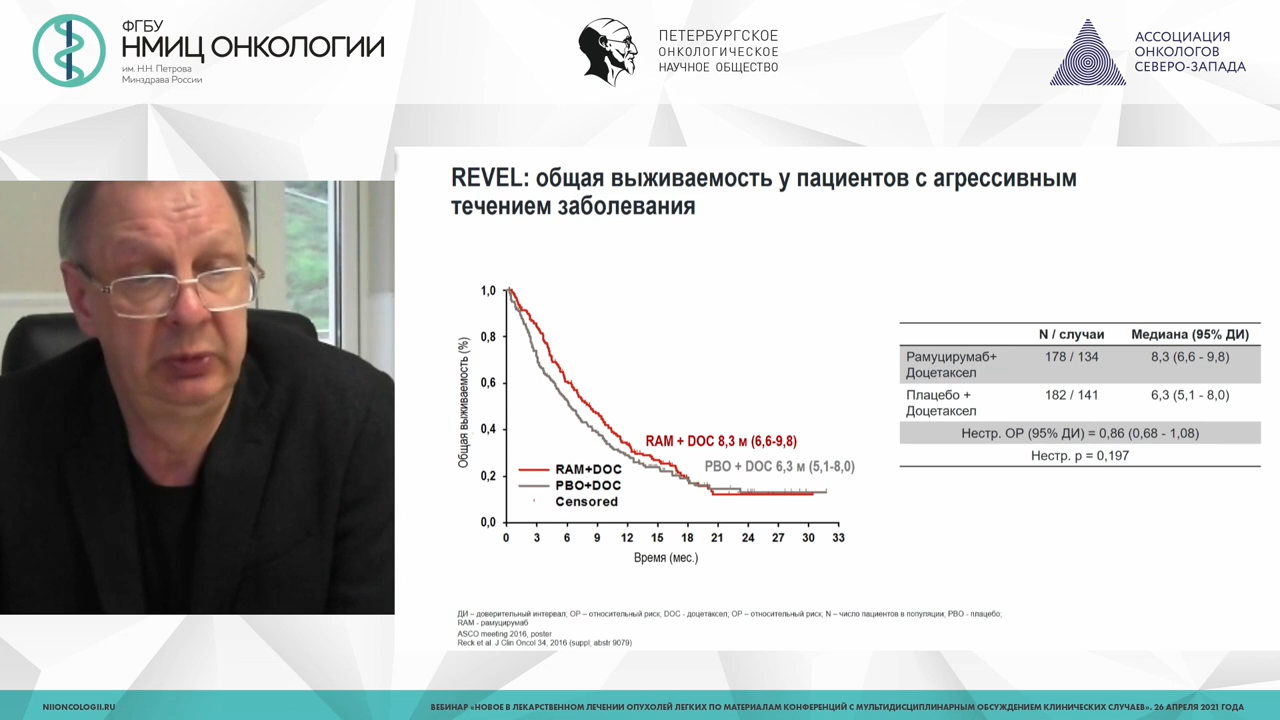 ФГБУ
НМИЦ ОНКОЛОГИИ
им. Н.Н. Петрова
Минздрава России
ПЕТЕРБУРГСКОЕ
ОНКОЛОГИЧЕСКОЕ
НАУЧНОЕ ОБЩЕСТВО
АССОЦИАЦИЯ
ОНКОЛОГОВ
СЕВЕРО-ЗАПАДА
REVEL: общая выживаемость у пациентов с агрессивным
течением заболевания
Общая выживаемость (%)
1,0
0,8
0,6
0,4
0,2
0,0
RAM + DOC 8,3 м (6,6-9,8)
PBO + DOC 6,3 м (5,1-8,0)
RAM+DOC
PBO+DOC
Censored
0 3 6 9 12 15 18 21 24 27 30 33
Время (мес.)
N / случаи Медиана (95% ДИ)
Рамуцирумаб+ 178 / 134 8,3 (6,6 - 9,8)
Доцетаксел
Плацебо + 182 / 141 6,3 (5,1 - 8,0)
Доцетаксел
Нестр. ОР (95% ДИ) = 0,86 (0,68 - 1,08)
Нестр. p = 0,197
ДИ – доверительный интервал; ОР – относительный риск; DOC - доцетаксел; ОР – относительный риск; N – число пациентов в популяции; PBO - плацебо;
RAM - рамуцирумаб
ASCO meeting 2016, poster
Reck et al. J Clin Oncol 34, 2016 (suppl; abstr 9079)
NIIONCOLOGII.RU
ВЕБИНАР «НОВОЕ В ЛЕКАРСТВЕННОМ ЛЕЧЕНИИ ОПУХОЛЕЙ ЛЕГКИХ ПО МАТЕРИАЛАМ КОНФЕРЕНЦИЙ С МУЛЬТИДИСЦИПЛИНАРНЫМ ОБСУЖДЕНИЕМ КЛИНИЧЕСКИХ СЛУЧАЕВ». 26 АПРЕЛЯ 2021 ГОДА